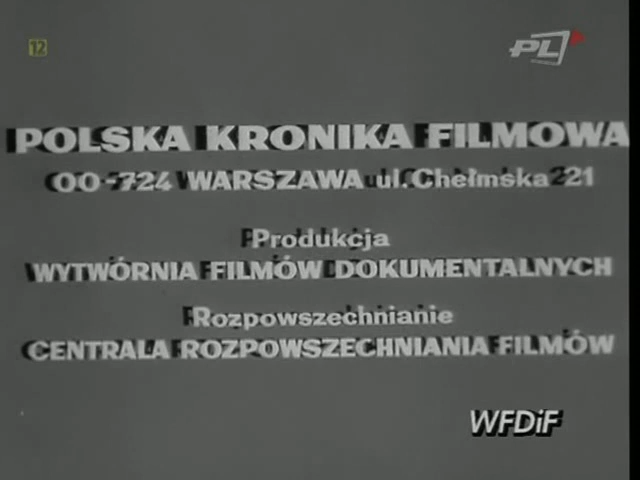 12
PL
POLSKA KRONIKA FILMOWA
00-724 WARSZAWA ul. Chełmska 21
Produkcja
WYTWÓRNIA FILMÓW DOKUMENTALNYCH
Rozpowszechnianie
CENTRALA ROZPOWSZECHNIANIA FILMÓW
WFDiF